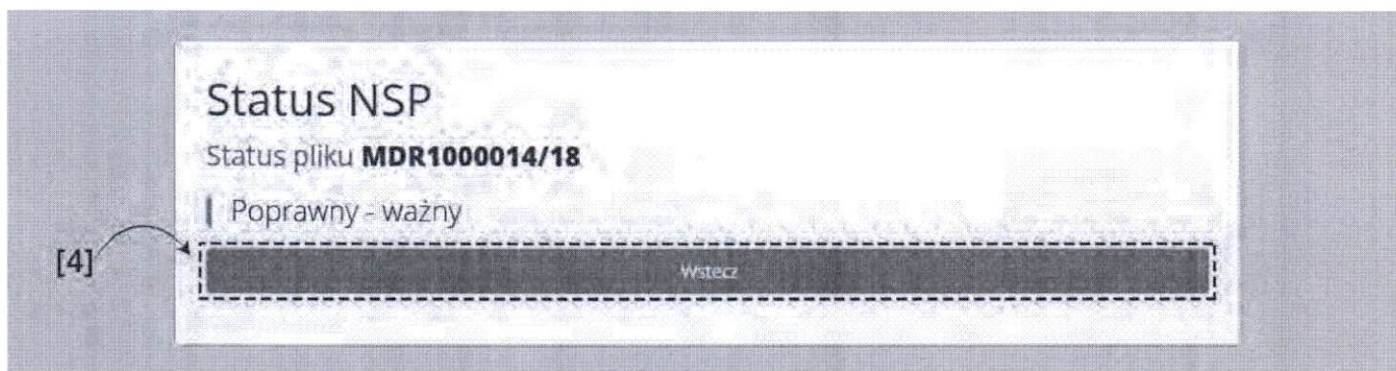 Status NSP
Status pliku MDR1000014/18
Poprawny - ważny
[4]
Wstecz